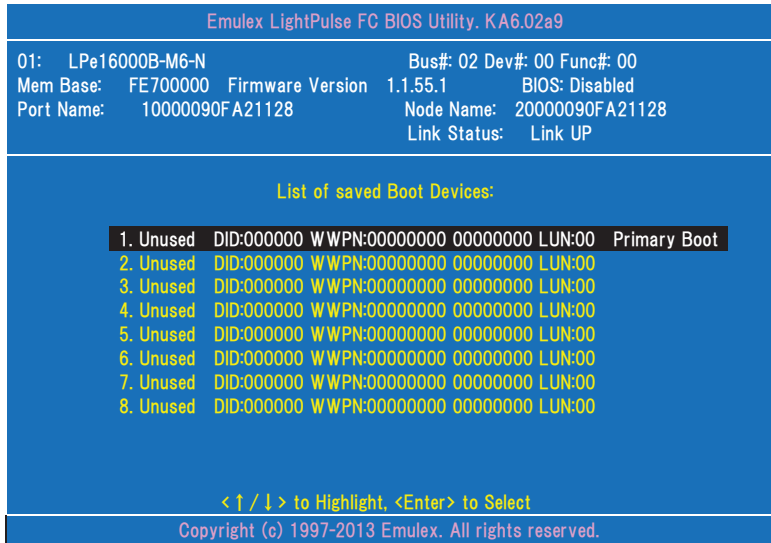 Emulex LightPulse FC BIOS Utility. KA6.02a9
01: LPe16000B-M6-N Bus#: 02 Dev#: 00 Func#: 00
Mem Base: FE700000 Firmware Version 1.1.55.1 BIOS: Disabled
Port Name: 10000090FA21128 Node Name: 20000090FA21128
Link Status: Link UP
List of saved Boot Devices:
1. Unused DID:000000 WWPN:00000000 00000000 LUN:00 Primary Boot
2. Unused DID:000000 WWPN:00000000 00000000 LUN:00
3. Unused DID:000000 WWPN:00000000 00000000 LUN:00
4. Unused DID:000000 WWPN:00000000 00000000 LUN:00
5. Unused DID:000000 WWPN:00000000 00000000 LUN:00
6. Unused DID:000000 WWPN:00000000 00000000 LUN:00
7. Unused DID:000000 WWPN:00000000 00000000 LUN:00
8. Unused DID:000000 WWPN:00000000 00000000 LUN:00
<↑/↓> to Highlight, <Enter> to Select
Copyright (c) 1997-2013 Emulex. All rights reserved.